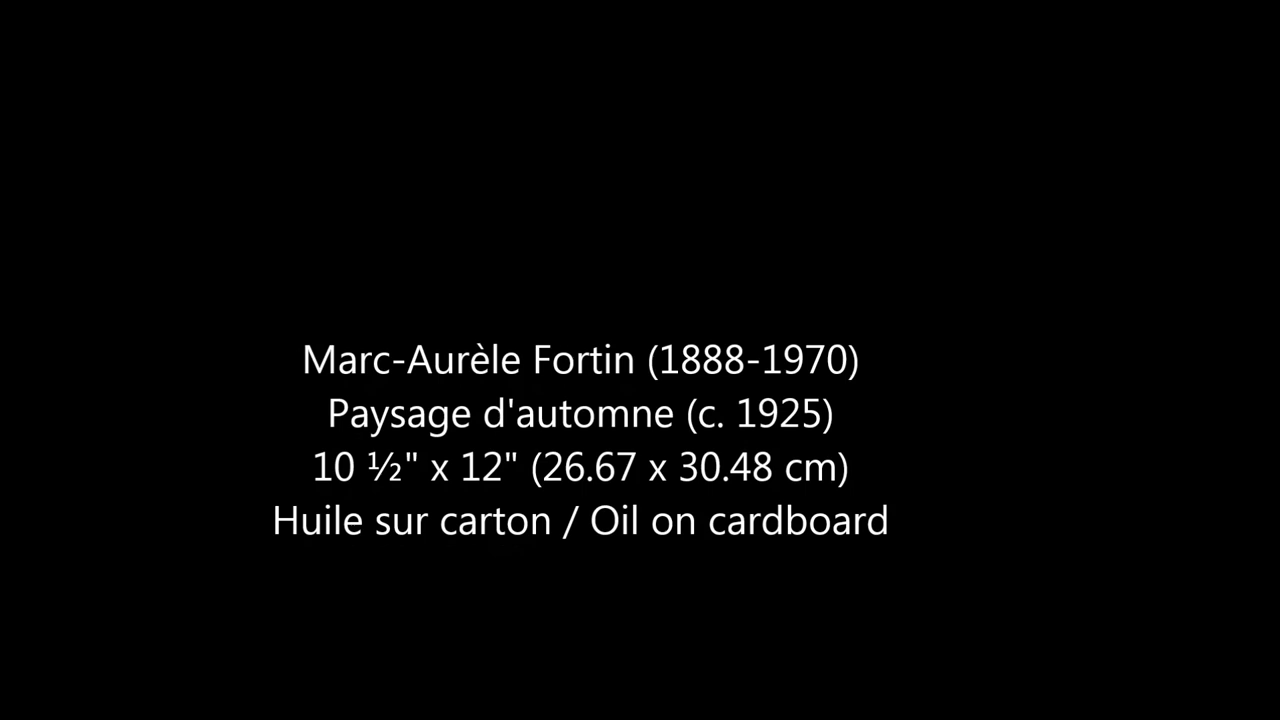 Marc-Aurèle Fortin (1888-1970)
Paysage d'automne (c. 1925)
10 ½" x 12" (26.67 x 30.48 cm)
Huile sur carton / Oil on cardboard